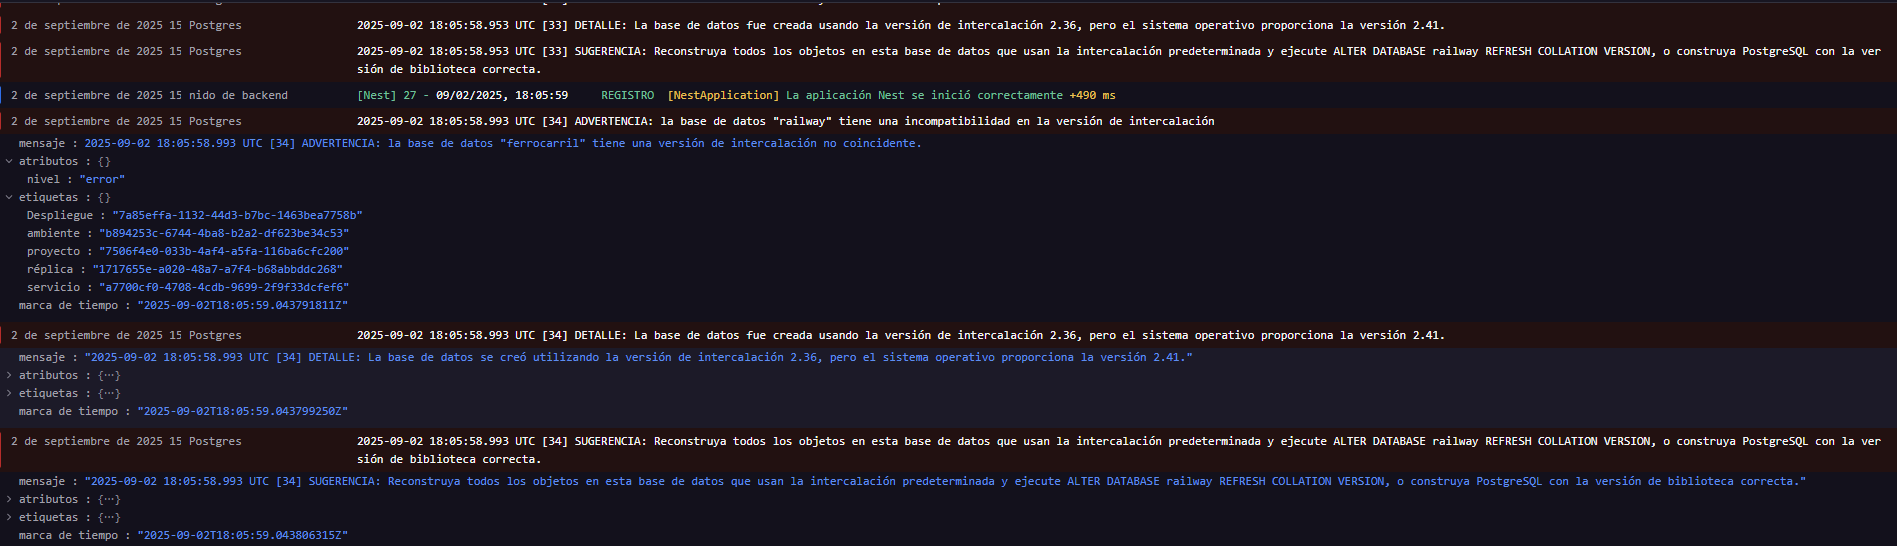 2 de septiembre de 2025 15 Postgres 2025-09-02 18:05:58.953 UTC [33] DETALLE: La base de datos fue creada usando la versión de intercalación 2.36, pero el sistema operativo proporciona la versión 2.41.
2 de septiembre de 2025 15 Postgres 2025-09-02 18:05:58.953 UTC [33] SUGERENCIA: Reconstruya todos los objetos en esta base de datos que usan la intercalación predeterminada y ejecute ALTER DATABASE railway REFRESH COLLATION VERSION, o construya PostgreSQL con la ver
sión de biblioteca correcta.
2 de septiembre de 2025 15 nido de backend [Nest] 27 - 09/02/2025, 18:05:59 REGISTRO [NestApplication] La aplicación Nest se inició correctamente +490 ms
2 de septiembre de 2025 15 Postgres 2025-09-02 18:05:58.993 UTC [34] ADVERTENCIA: la base de datos "railway" tiene una incompatibilidad en la versión de intercalación
mensaje : 2025-09-02 18:05:58.993 UTC [34] ADVERTENCIA: la base de datos "ferrocarril" tiene una versión de intercalación no coincidente.
atributos : {}
nivel : "error"
etiquetas : {}
Despliegue : "7a85effa-1132-44d3-b7bc-1463bea7758b"
ambiente : "b894253c-6744-4ba8-b2a2-df623be34c53"
proyecto : "7506f4e0-033b-4af4-a5fa-116ba6cfc200"
réplica : "1717655e-a020-48a7-a7f4-b68abbddc268"
servicio : "a7700cf0-4708-4cdb-9699-2f9f33dcfef6"
marca de tiempo : "2025-09-02T18:05:59.043791811Z"
2 de septiembre de 2025 15 Postgres 2025-09-02 18:05:58.993 UTC [34] DETALLE: La base de datos fue creada usando la versión de intercalación 2.36, pero el sistema operativo proporciona la versión 2.41.
mensaje : "2025-09-02 18:05:58.993 UTC [34] DETALLE: La base de datos se creó utilizando la versión de intercalación 2.36, pero el sistema operativo proporciona la versión 2.41."
atributos : {…}
etiquetas : {…}
marca de tiempo : "2025-09-02T18:05:59.043799250Z"
2 de septiembre de 2025 15 Postgres 2025-09-02 18:05:58.993 UTC [34] SUGERENCIA: Reconstruya todos los objetos en esta base de datos que usan la intercalación predeterminada y ejecute ALTER DATABASE railway REFRESH COLLATION VERSION, o construya PostgreSQL con la ver
sión de biblioteca correcta.
mensaje : "2025-09-02 18:05:58.993 UTC [34] SUGERENCIA: Reconstruya todos los objetos en esta base de datos que usan la intercalación predeterminada y ejecute ALTER DATABASE railway REFRESH COLLATION VERSION, o construya PostgreSQL con la versión de biblioteca correcta."
atributos : {…}
etiquetas : {…}
marca de tiempo : "2025-09-02T18:05:59.043806315Z"